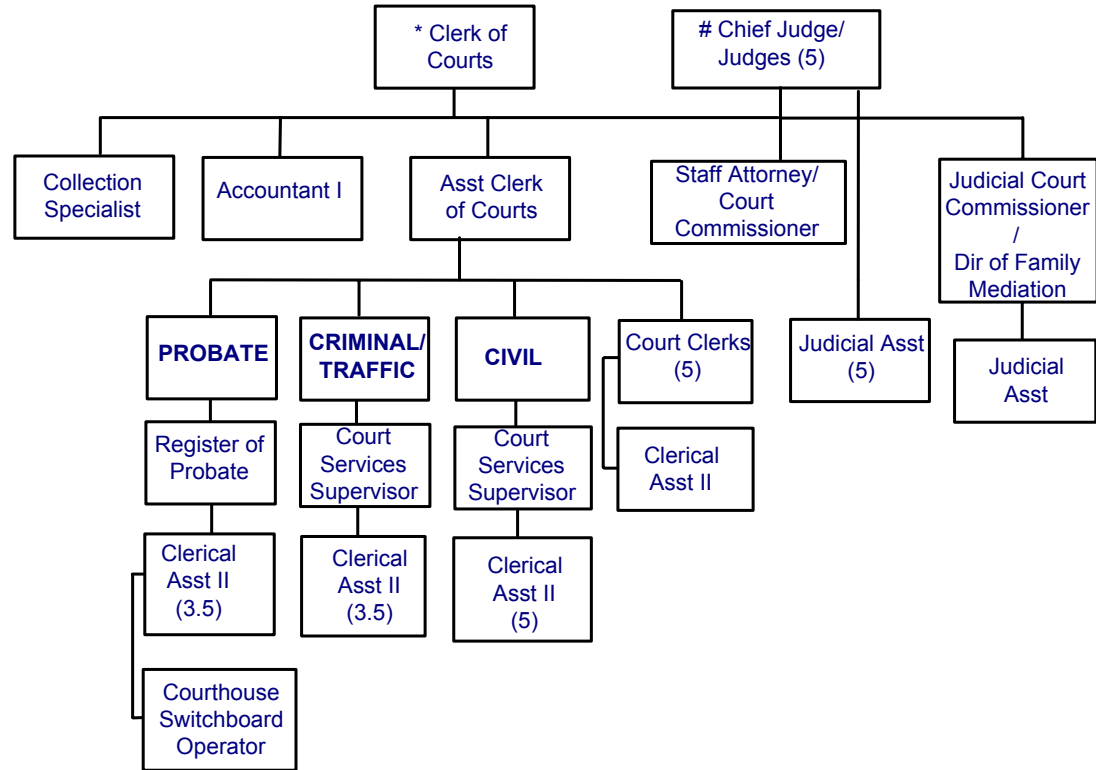 * Clerk of
Courts
# Chief Judge/
Judges (5)
Collection
Specialist
Accountant I
Asst Clerk
of Courts
Staff Attorney/
Court
Commissioner
Judicial Court
Commissioner
/
Dir of Family
Mediation
PROBATE
CRIMINAL/
TRAFFIC
CIVIL
Court Clerks
(5)
Judicial Asst
(5)
Judicial
Asst
Register of
Probate
Court
Services
Supervisor
Court
Services
Supervisor
Clerical
Asst II
Clerical
Asst II
(3.5)
Clerical
Asst II
(3.5)
Clerical
Asst II
(5)
Courthouse
Switchboard
Operator